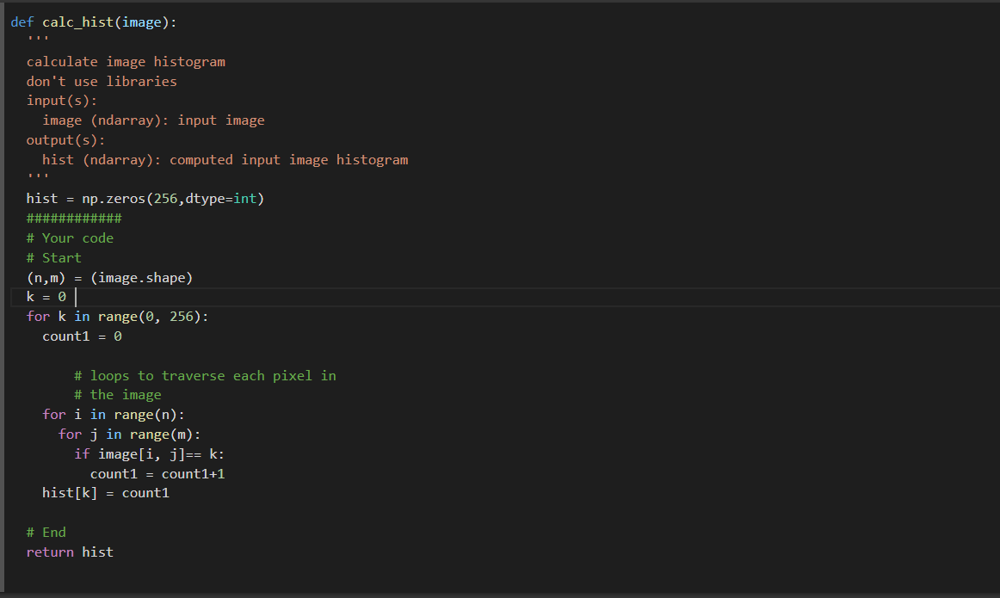 def calc_hist(image):
  '''
  calculate image histogram
  don't use libraries
  input(s):
    image (ndarray): input image
  output(s):
    hist (ndarray): computed input image histogram
  '''
  hist = np.zeros(256,dtype=int)
  ############
  # Your code
  # Start
  (n,m) = (image.shape)
  k = 0
  for k in range(0, 256):
    count1 = 0
        # loops to traverse each pixel in
        # the image
    for i in range(n):
      for j in range(m):
        if image[i, j]== k:
          count1 = count1+1
    hist[k] = count1
  # End
  return hist